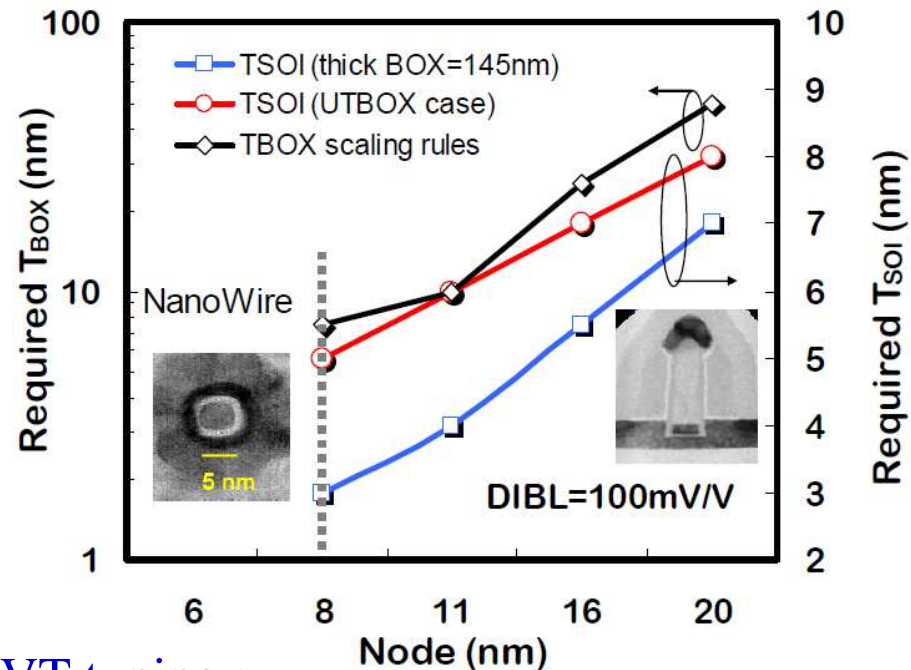 100
10
1
Required TBOX (nm)
TSOI (thick BOX=145nm)
TSOI (UTBOX case)
TBOX scaling rules
NanoWire
5 nm
DIBL=100mV/V
10
9
8
7
6
5
4
3
2
Required TSOI (nm)
6 8 11 16 20
Node (nm)